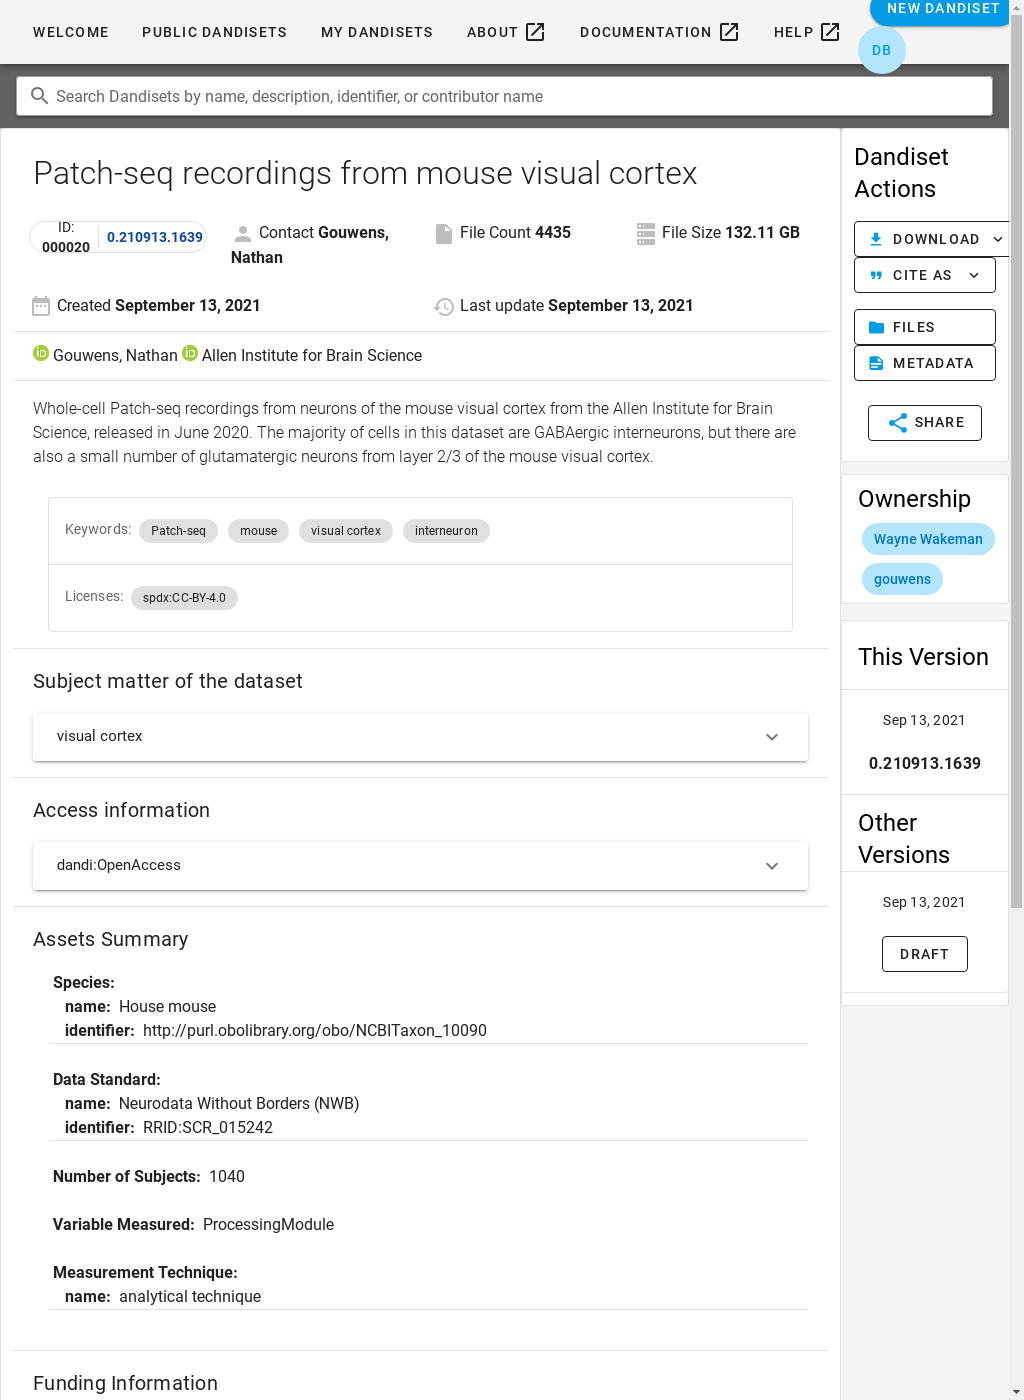 WELCOME PUBLIC DANDISETS MY DANDISETS ABOUT DOCUMENTATION HELP NEW DANDISET
DB
Search Dandisets by name, description, identifier, or contributor name
Patch-seq recordings from mouse visual cortex
ID: 000020 0.210913.1639
Contact Gouwens, Nathan
File Count 4435
File Size 132.11 GB
Created September 13, 2021
Last update September 13, 2021
iD Gouwens, Nathan iD Allen Institute for Brain Science
Whole-cell Patch-seq recordings from neurons of the mouse visual cortex from the Allen Institute for Brain
Science, released in June 2020. The majority of cells in this dataset are GABAergic interneurons, but there are
also a small number of glutamatergic neurons from layer 2/3 of the mouse visual cortex.
Keywords: Patch-seq mouse visual cortex interneuron
Licenses: spdx:CC-BY-4.0
Subject matter of the dataset
visual cortex
Access information
dandi:OpenAccess
Assets Summary
Species:
name: House mouse
identifier: http://purl.obolibrary.org/obo/NCBITaxon_10090
Data Standard:
name: Neurodata Without Borders (NWB)
identifier: RRID:SCR_015242
Number of Subjects: 1040
Variable Measured: ProcessingModule
Measurement Technique:
name: analytical technique
Funding Information
Dandiset
Actions
DOWNLOAD
CITE AS
FILES
METADATA
SHARE
Ownership
Wayne Wakeman
gouwens
This Version
Sep 13, 2021
0.210913.1639
Other
Versions
Sep 13, 2021
DRAFT